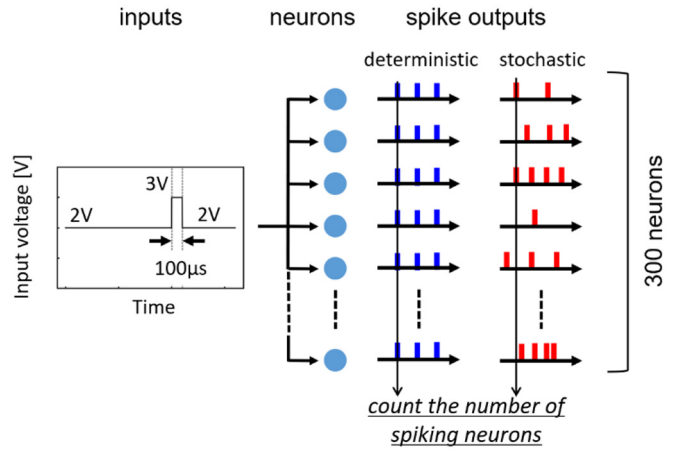 inputs
neurons
spike outputs
deterministic
stochastic
Input voltage [V]
2V
3V
2V
100μs
Time
300 neurons
count the number of
spiking neurons